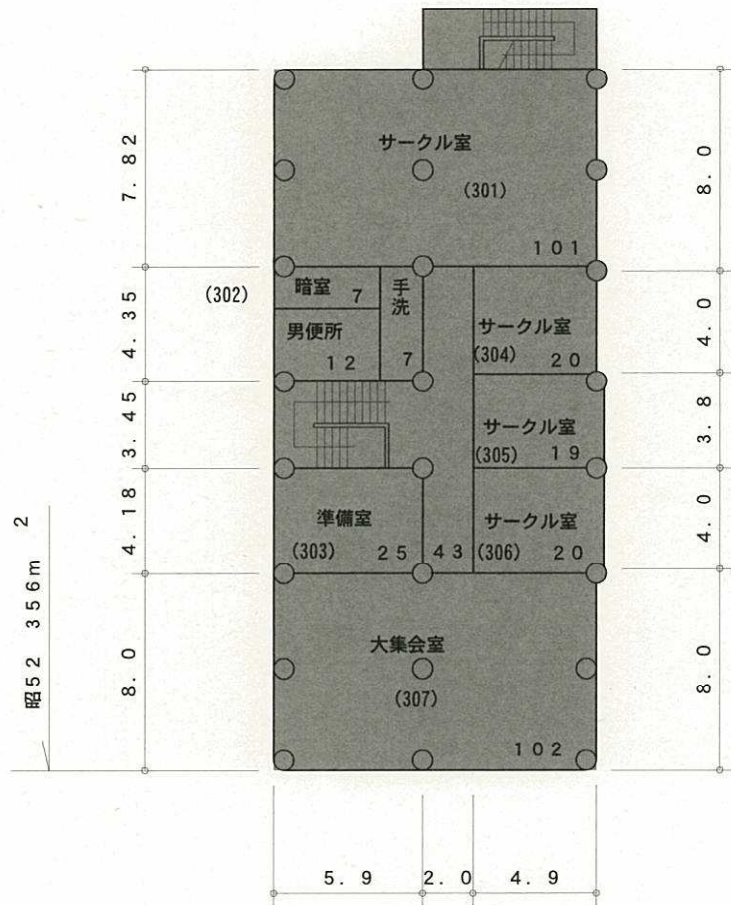 サークル室
(301)
101
暗室 7
手洗
7
(302)
男便所
12
サークル室
(304) 20
サークル室
(305) 19
準備室
(303) 25
43
サークル室
(306) 20
大集会室
(307)
102
7.82
4.35
3.45
4.18
8.0
8.0
4.0
3.8
4.0
8.0
昭52 356m2
5.9 2.0 4.9